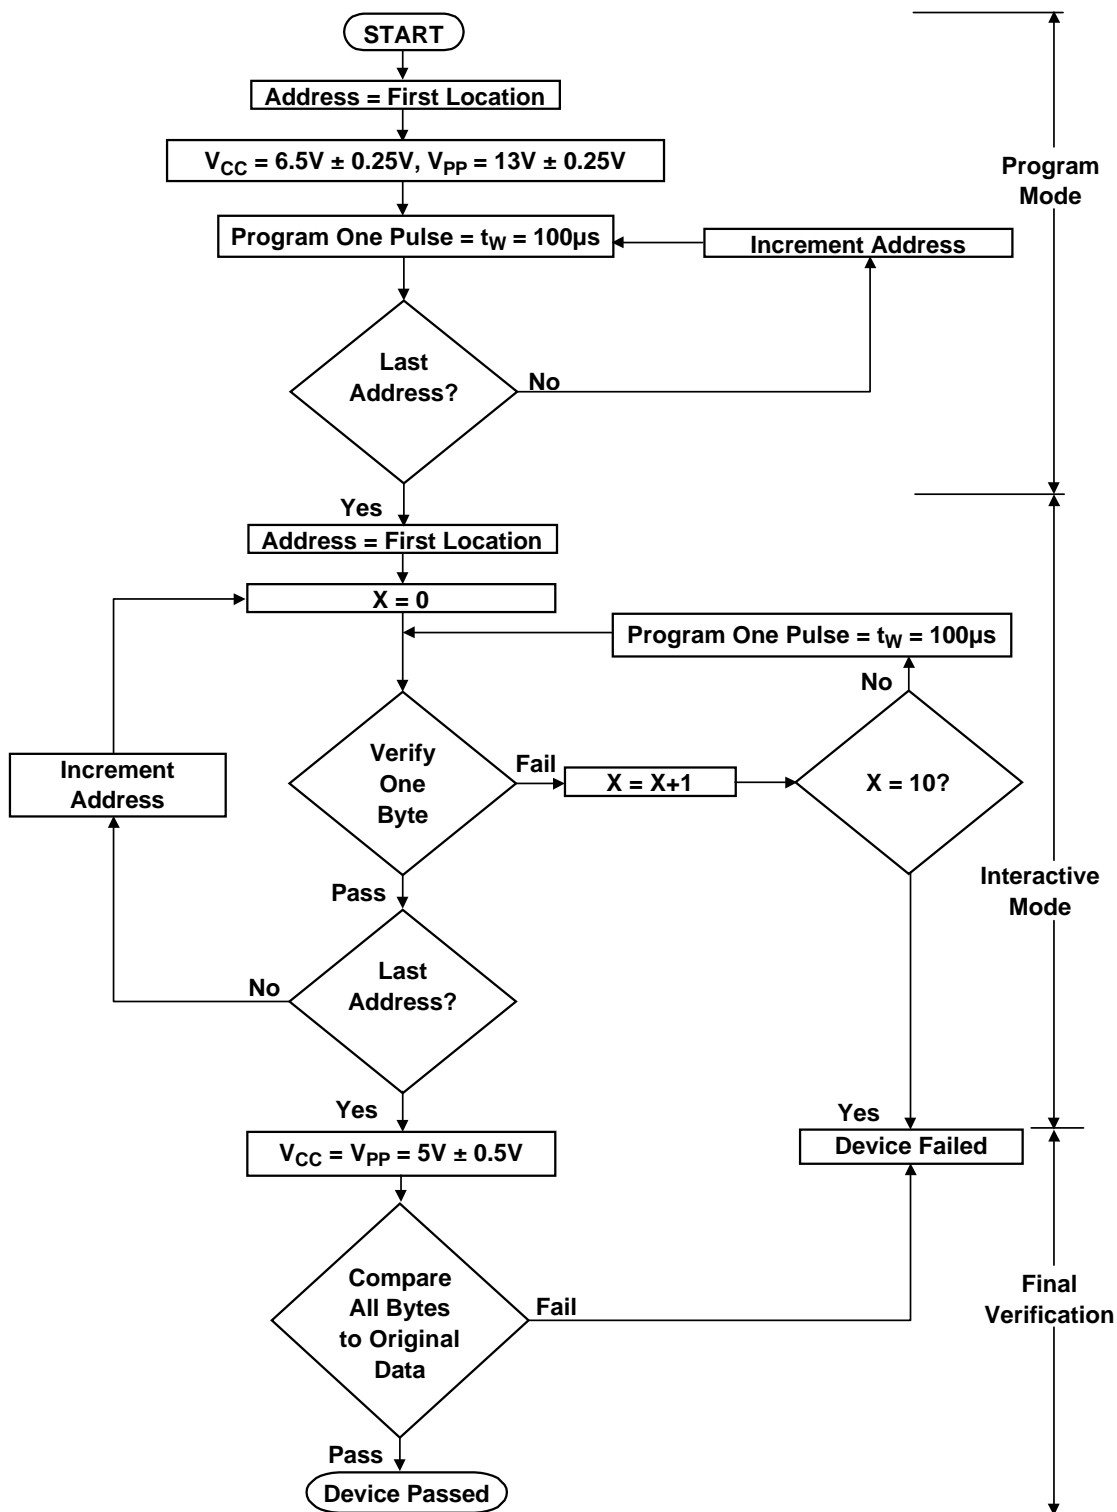 START
Address = First Location
VCC = 6.5V ± 0.25V, VPP = 13V ± 0.25V
Program
Mode
Program One Pulse = tW = 100µs
Increment Address
Last
Address?
No
Yes
Address = First Location
X = 0
Program One Pulse = tW = 100µs
No
Increment
Address
Verify
One
Byte
Fail
X = X+1
X = 10?
Pass
Interactive
Mode
Last
Address?
No
Yes
Yes
VCC = VPP = 5V ± 0.5V
Device Failed
Compare
All Bytes
to Original
Data
Fail
Final
Verification
Pass
Device Passed